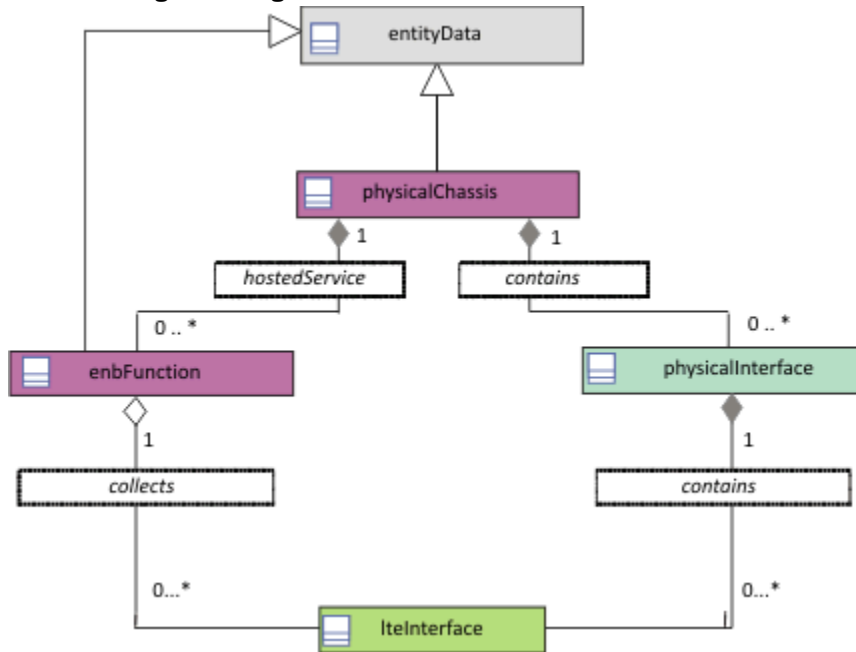 entityData
physicalChassis
1
1
hostedService
contains
0 .. *
0 .. *
enbFunction
physicalInterface
1
1
collects
contains
0...*
0...*
lteInterface